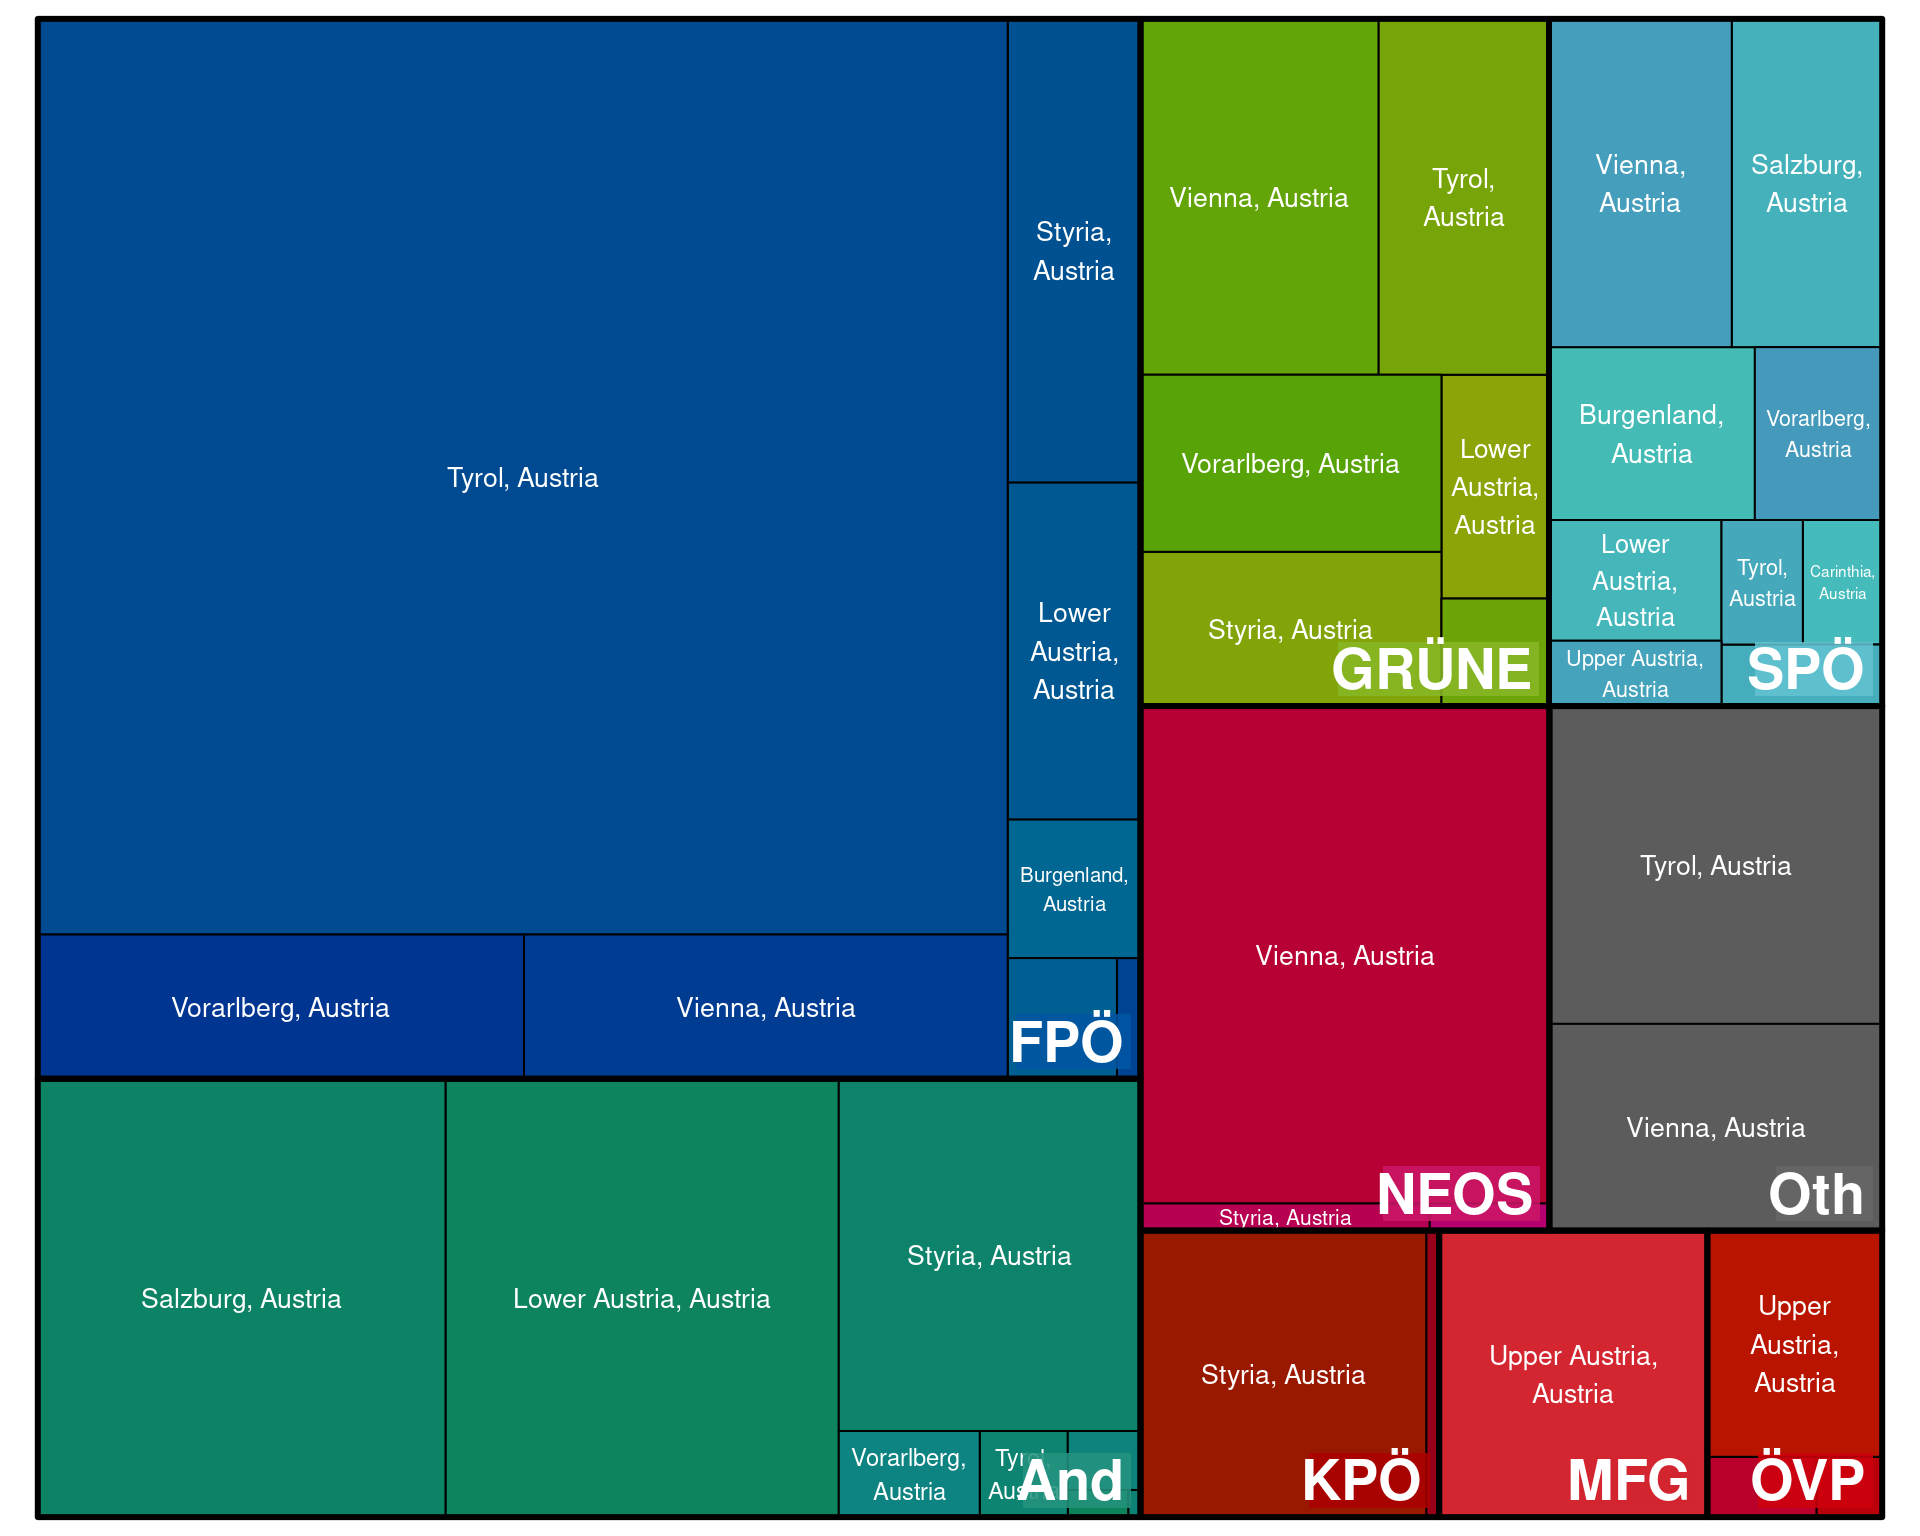 Tyrol, Austria
Styria,
Austria
Lower
Austria,
Austria
Burgenland,
Austria
Vorarlberg, Austria
Vienna, Austria
FPÖ
Salzburg, Austria
Lower Austria, Austria
Styria, Austria
Vorarlberg,
Austria
Tyrol,
Austria
And
Vienna, Austria
Tyrol,
Austria
Vorarlberg, Austria
Lower
Austria,
Austria
Styria, Austria
GRÜNE
Vienna,
Austria
Salzburg,
Austria
Burgenland,
Austria
Vorarlberg,
Austria
Lower
Austria,
Austria
Tyrol,
Austria
Carinthia,
Austria
Upper Austria,
Austria
SPÖ
Vienna, Austria
Styria, Austria
NEOS
Tyrol, Austria
Vienna, Austria
Oth
Styria, Austria
KPÖ
Upper Austria,
Austria
MFG
Upper
Austria,
Austria
ÖVP